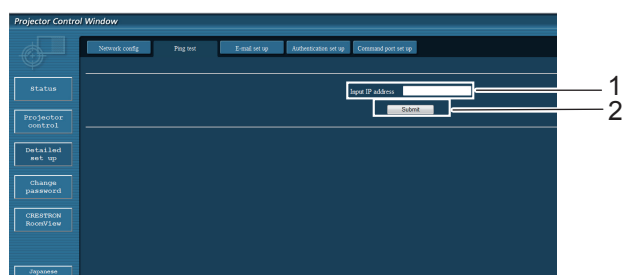 Projector Control Window
Network config Ping test E-mail set up Authentication set up Command port set up
Input IP address 1
Submit 2
Status
Projector
control
Detailed
set up
Change
password
CRESTRON
RoomView
Japanese